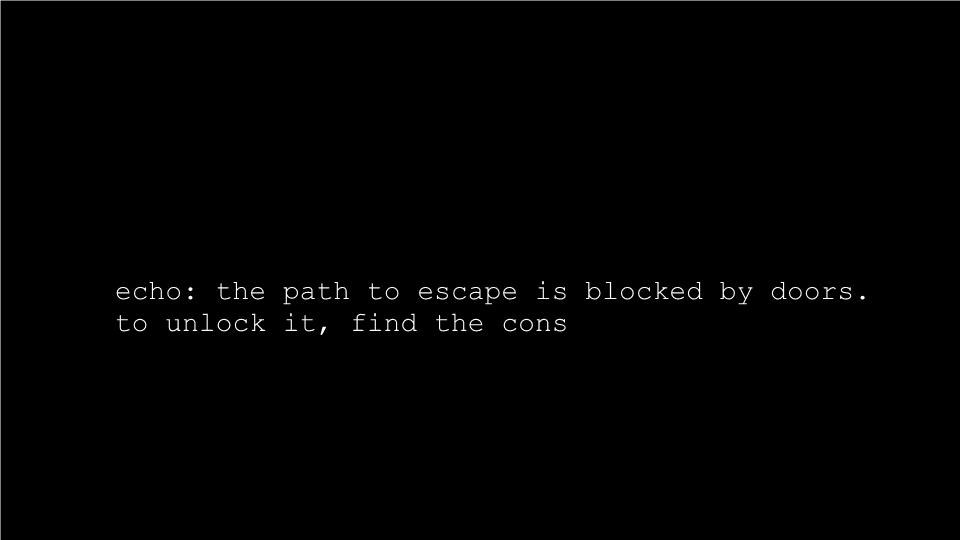 echo: the path to escape is blocked by doors.
to unlock it, find the cons